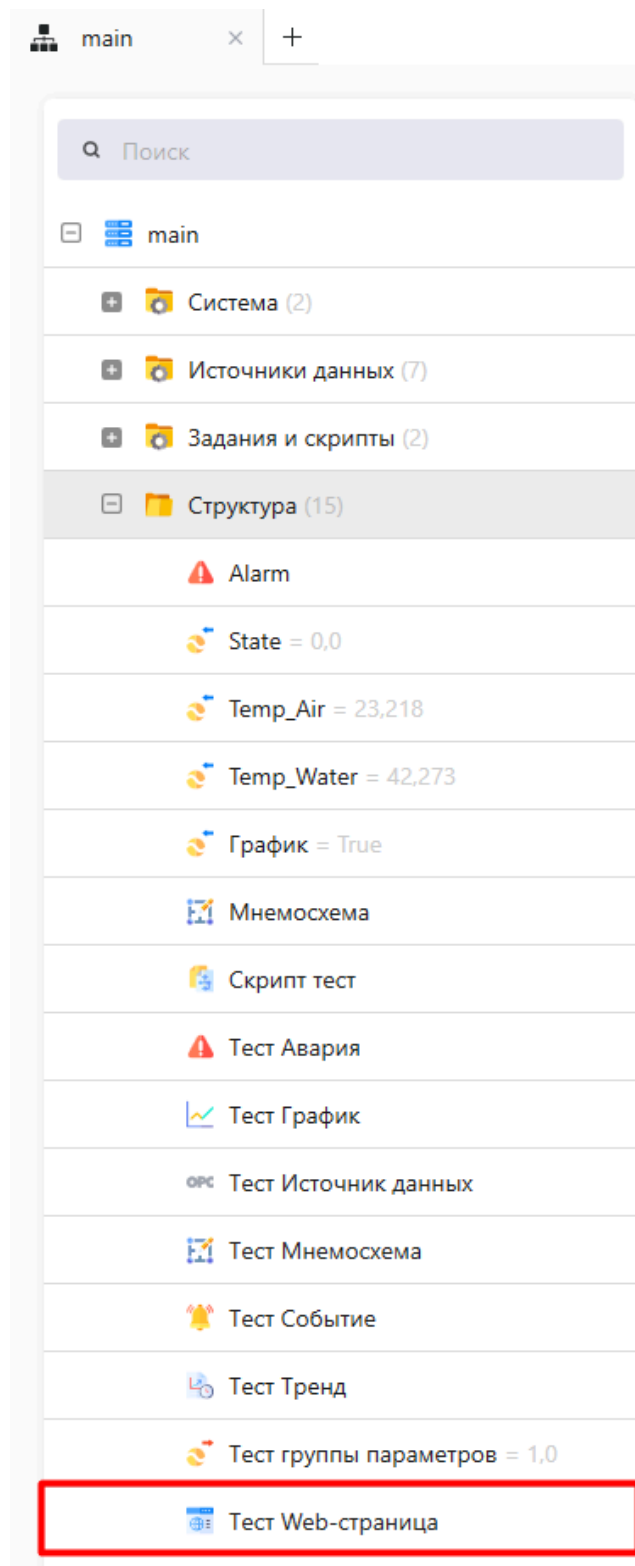 main × +
Поиск
main
Система (2)
Источники данных (7)
Задания и скрипты (2)
Структура (15)
Alarm
State = 0,0
Temp_Air = 23,218
Temp_Water = 42,273
График = True
Мнемосхема
Скрипт тест
Тест Авария
Тест График
OPC Тест Источник данных
Тест Мнемосхема
Тест Событие
Тест Тренд
Тест группы параметров = 1,0
Тест Web-страница